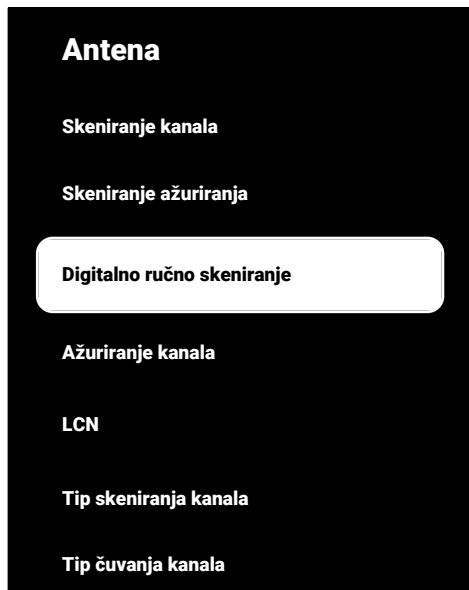 Antena
Skeniranje kanala
Skeniranje ažuriranja
Digitalno ručno skeniranje
Ažuriranje kanala
LCN
Tip skeniranja kanala
Tip čuvanja kanala